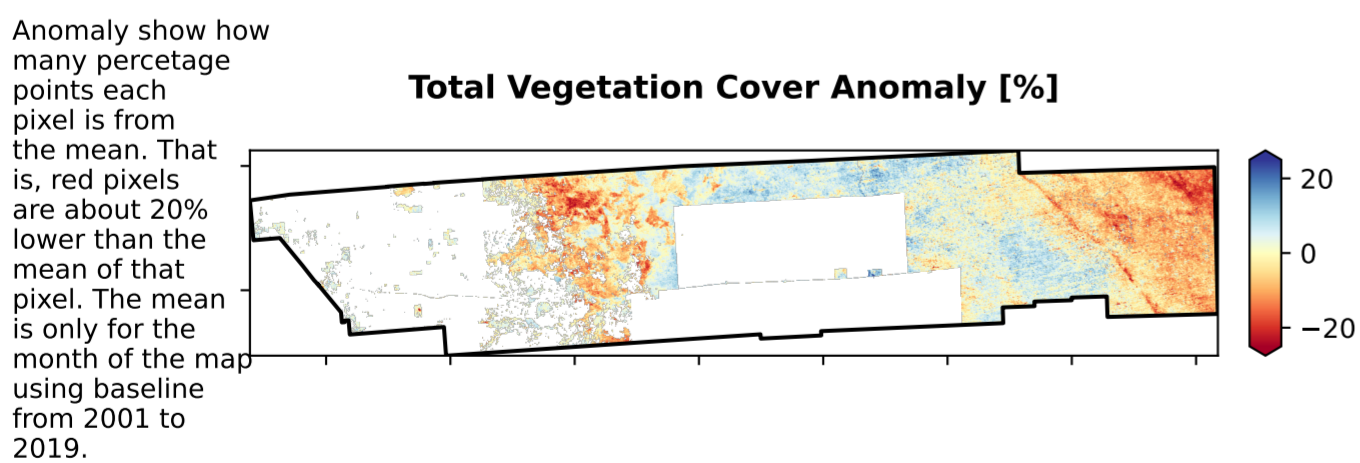 Anomaly show how
many percetage
points each
pixel is from
the mean. That
is, red pixels
are about 20%
lower than the
mean of that
pixel. The mean
is only for the
month of the map
using baseline
from 2001 to
2019.
Total Vegetation Cover Anomaly [%]
20
0
−20